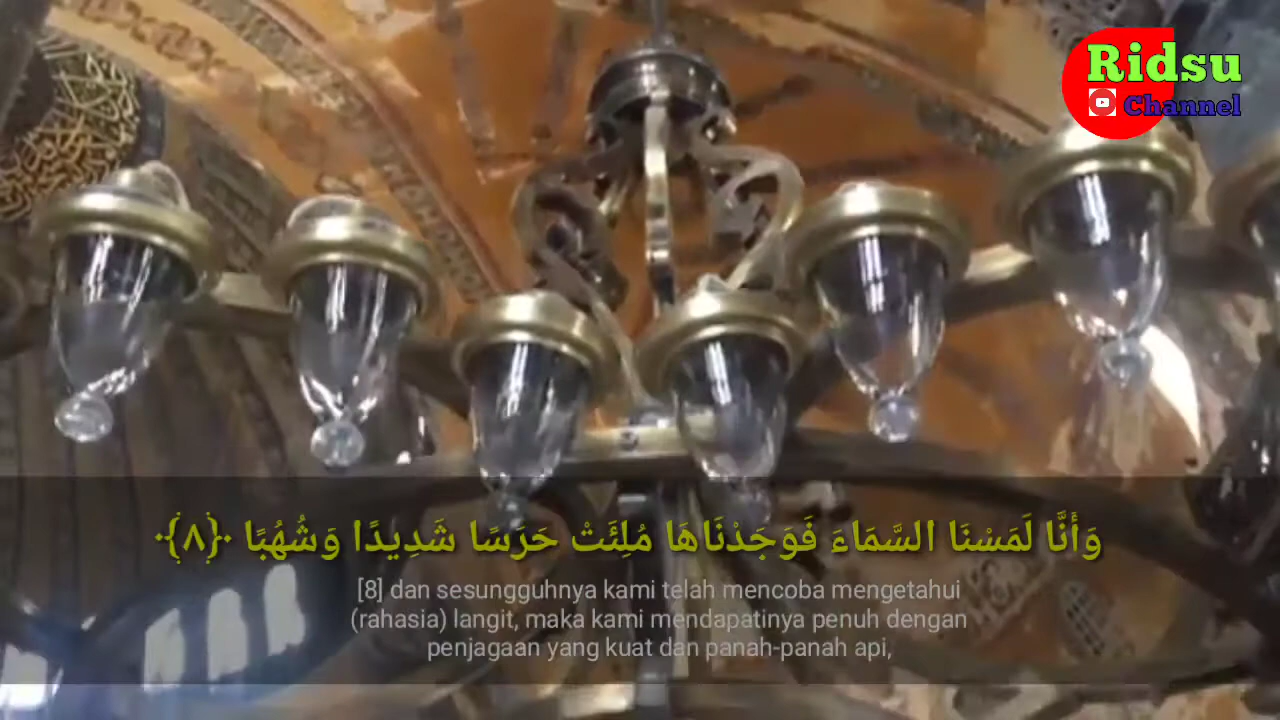 Ridsu
Channel
وَأَنَّا لَمَسْنَا السَّمَاءَ فَوَجَدْنَاهَا مُلِئَتْ حَرَسًا شَدِيدًا وَشُهُبًا ﴿٨﴾
[8] dan sesungguhnya kami telah mencoba mengetahui
(rahasia) langit, maka kami mendapatinya penuh dengan
penjagaan yang kuat dan panah-panah api,